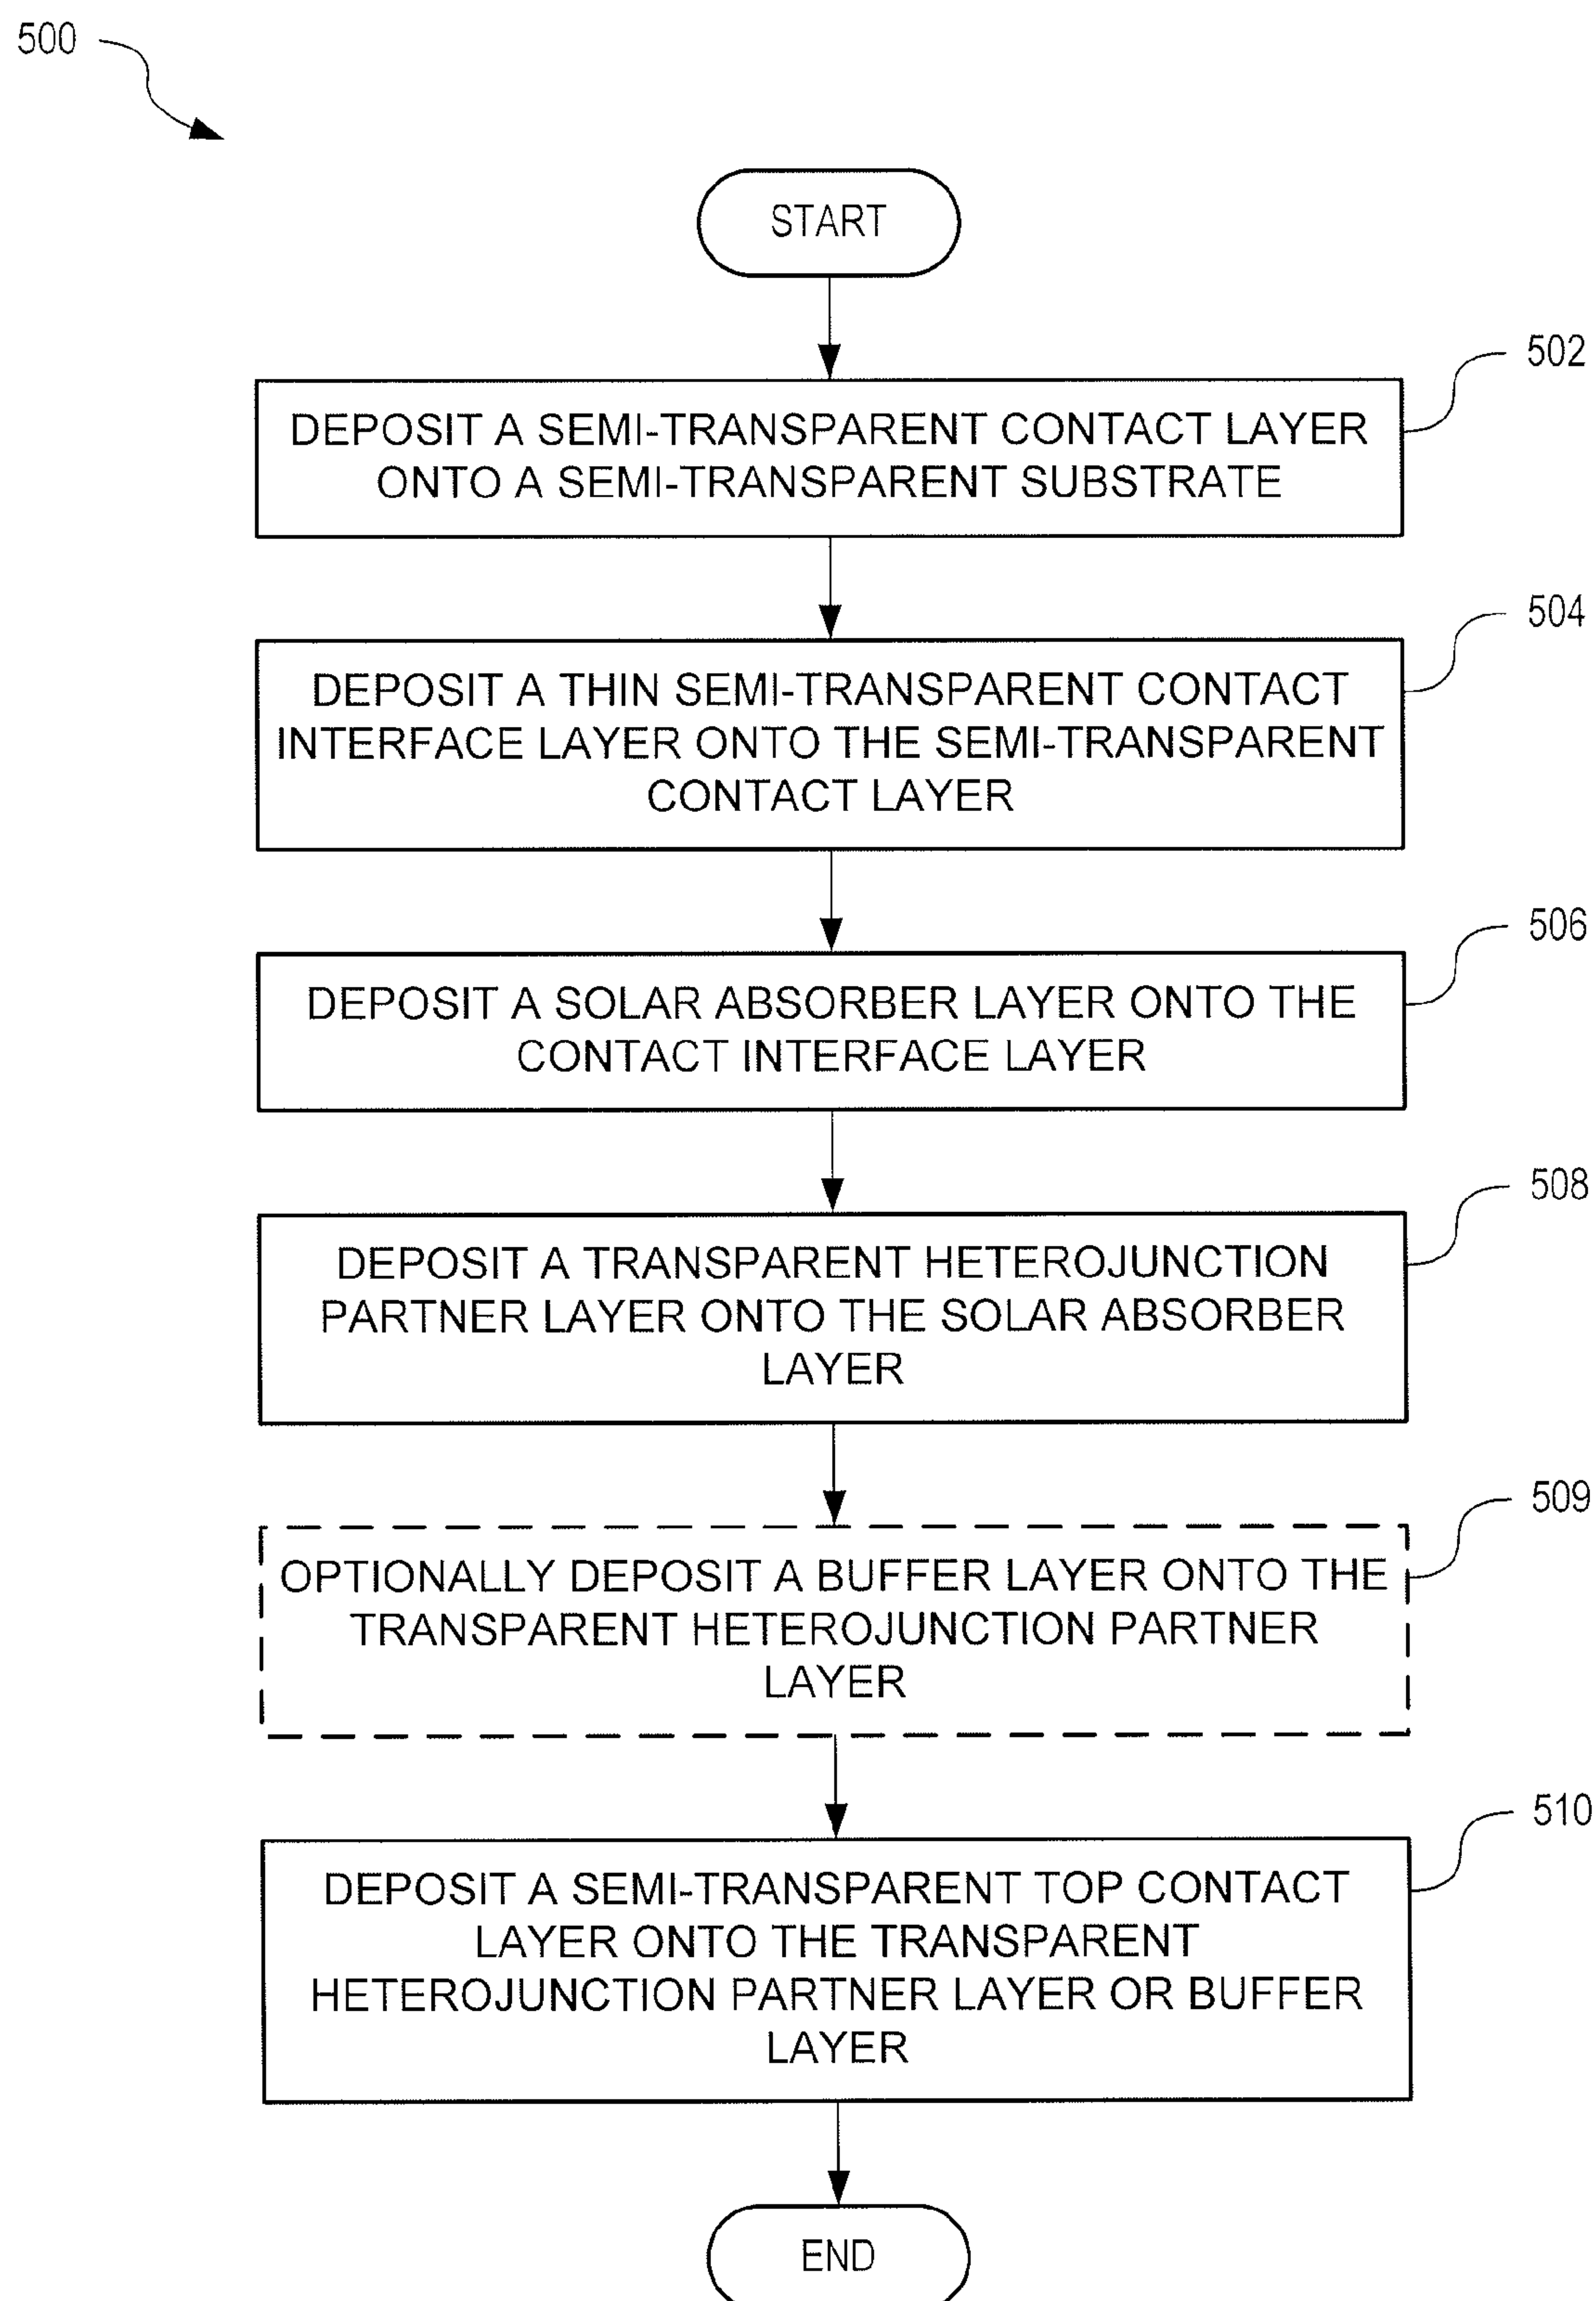 500
START
502
DEPOSIT A SEMI-TRANSPARENT CONTACT LAYER
ONTO A SEMI-TRANSPARENT SUBSTRATE
504
DEPOSIT A THIN SEMI-TRANSPARENT CONTACT
INTERFACE LAYER ONTO THE SEMI-TRANSPARENT
CONTACT LAYER
506
DEPOSIT A SOLAR ABSORBER LAYER ONTO THE
CONTACT INTERFACE LAYER
508
DEPOSIT A TRANSPARENT HETEROJUNCTION
PARTNER LAYER ONTO THE SOLAR ABSORBER
LAYER
509
OPTIONALLY DEPOSIT A BUFFER LAYER ONTO THE
TRANSPARENT HETEROJUNCTION PARTNER
LAYER
510
DEPOSIT A SEMI-TRANSPARENT TOP CONTACT
LAYER ONTO THE TRANSPARENT
HETEROJUNCTION PARTNER LAYER OR BUFFER
LAYER
END